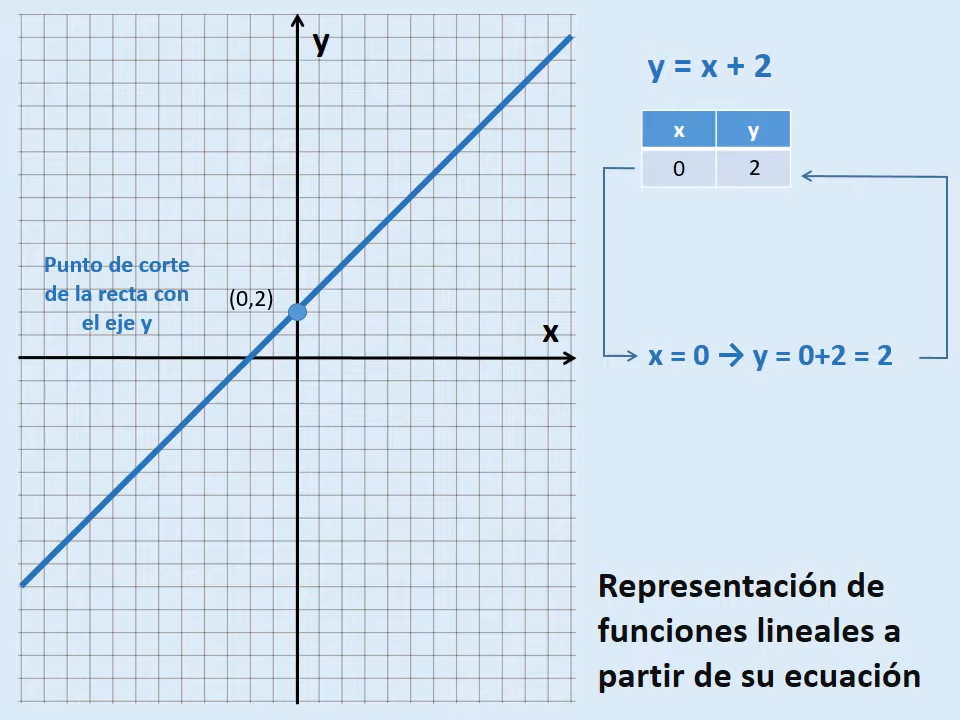 y
y = x + 2
x y
0 2
Punto de corte
de la recta con
el eje y
(0,2)
x
x = 0 → y = 0+2 = 2
Representación de
funciones lineales a
partir de su ecuación